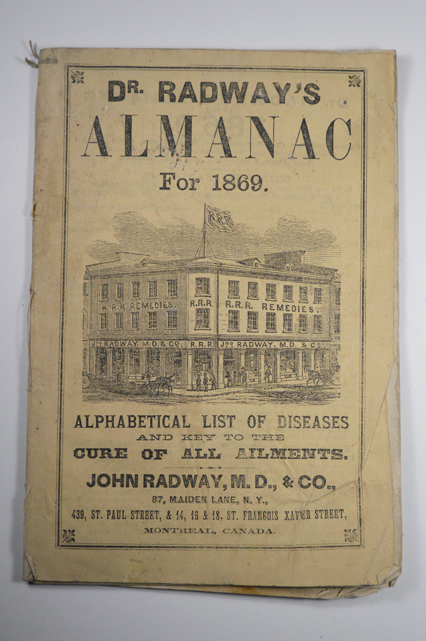 DR. RADWAY'S
ALMANAC
For 1869.
R.R.R.
R.R.R. REMEDIES.
R.R.R.
R.R.R. REMEDIES.
JNO RADWAY, M.D. & CO.
R.R.R
JNO RADWAY, M.D. & CO.
ALPHABETICAL LIST OF DISEASES
AND KEY TO THE
CURE OF ALL AILMENTS.
JOHN RADWAY, M.D., & CO.,
87, MAIDEN LANE, N. Y.,
439, ST. PAUL STREET, & 14, 16 & 18, ST. FRANCOIS XAVIER STREET,
MONTREAL, CANADA.